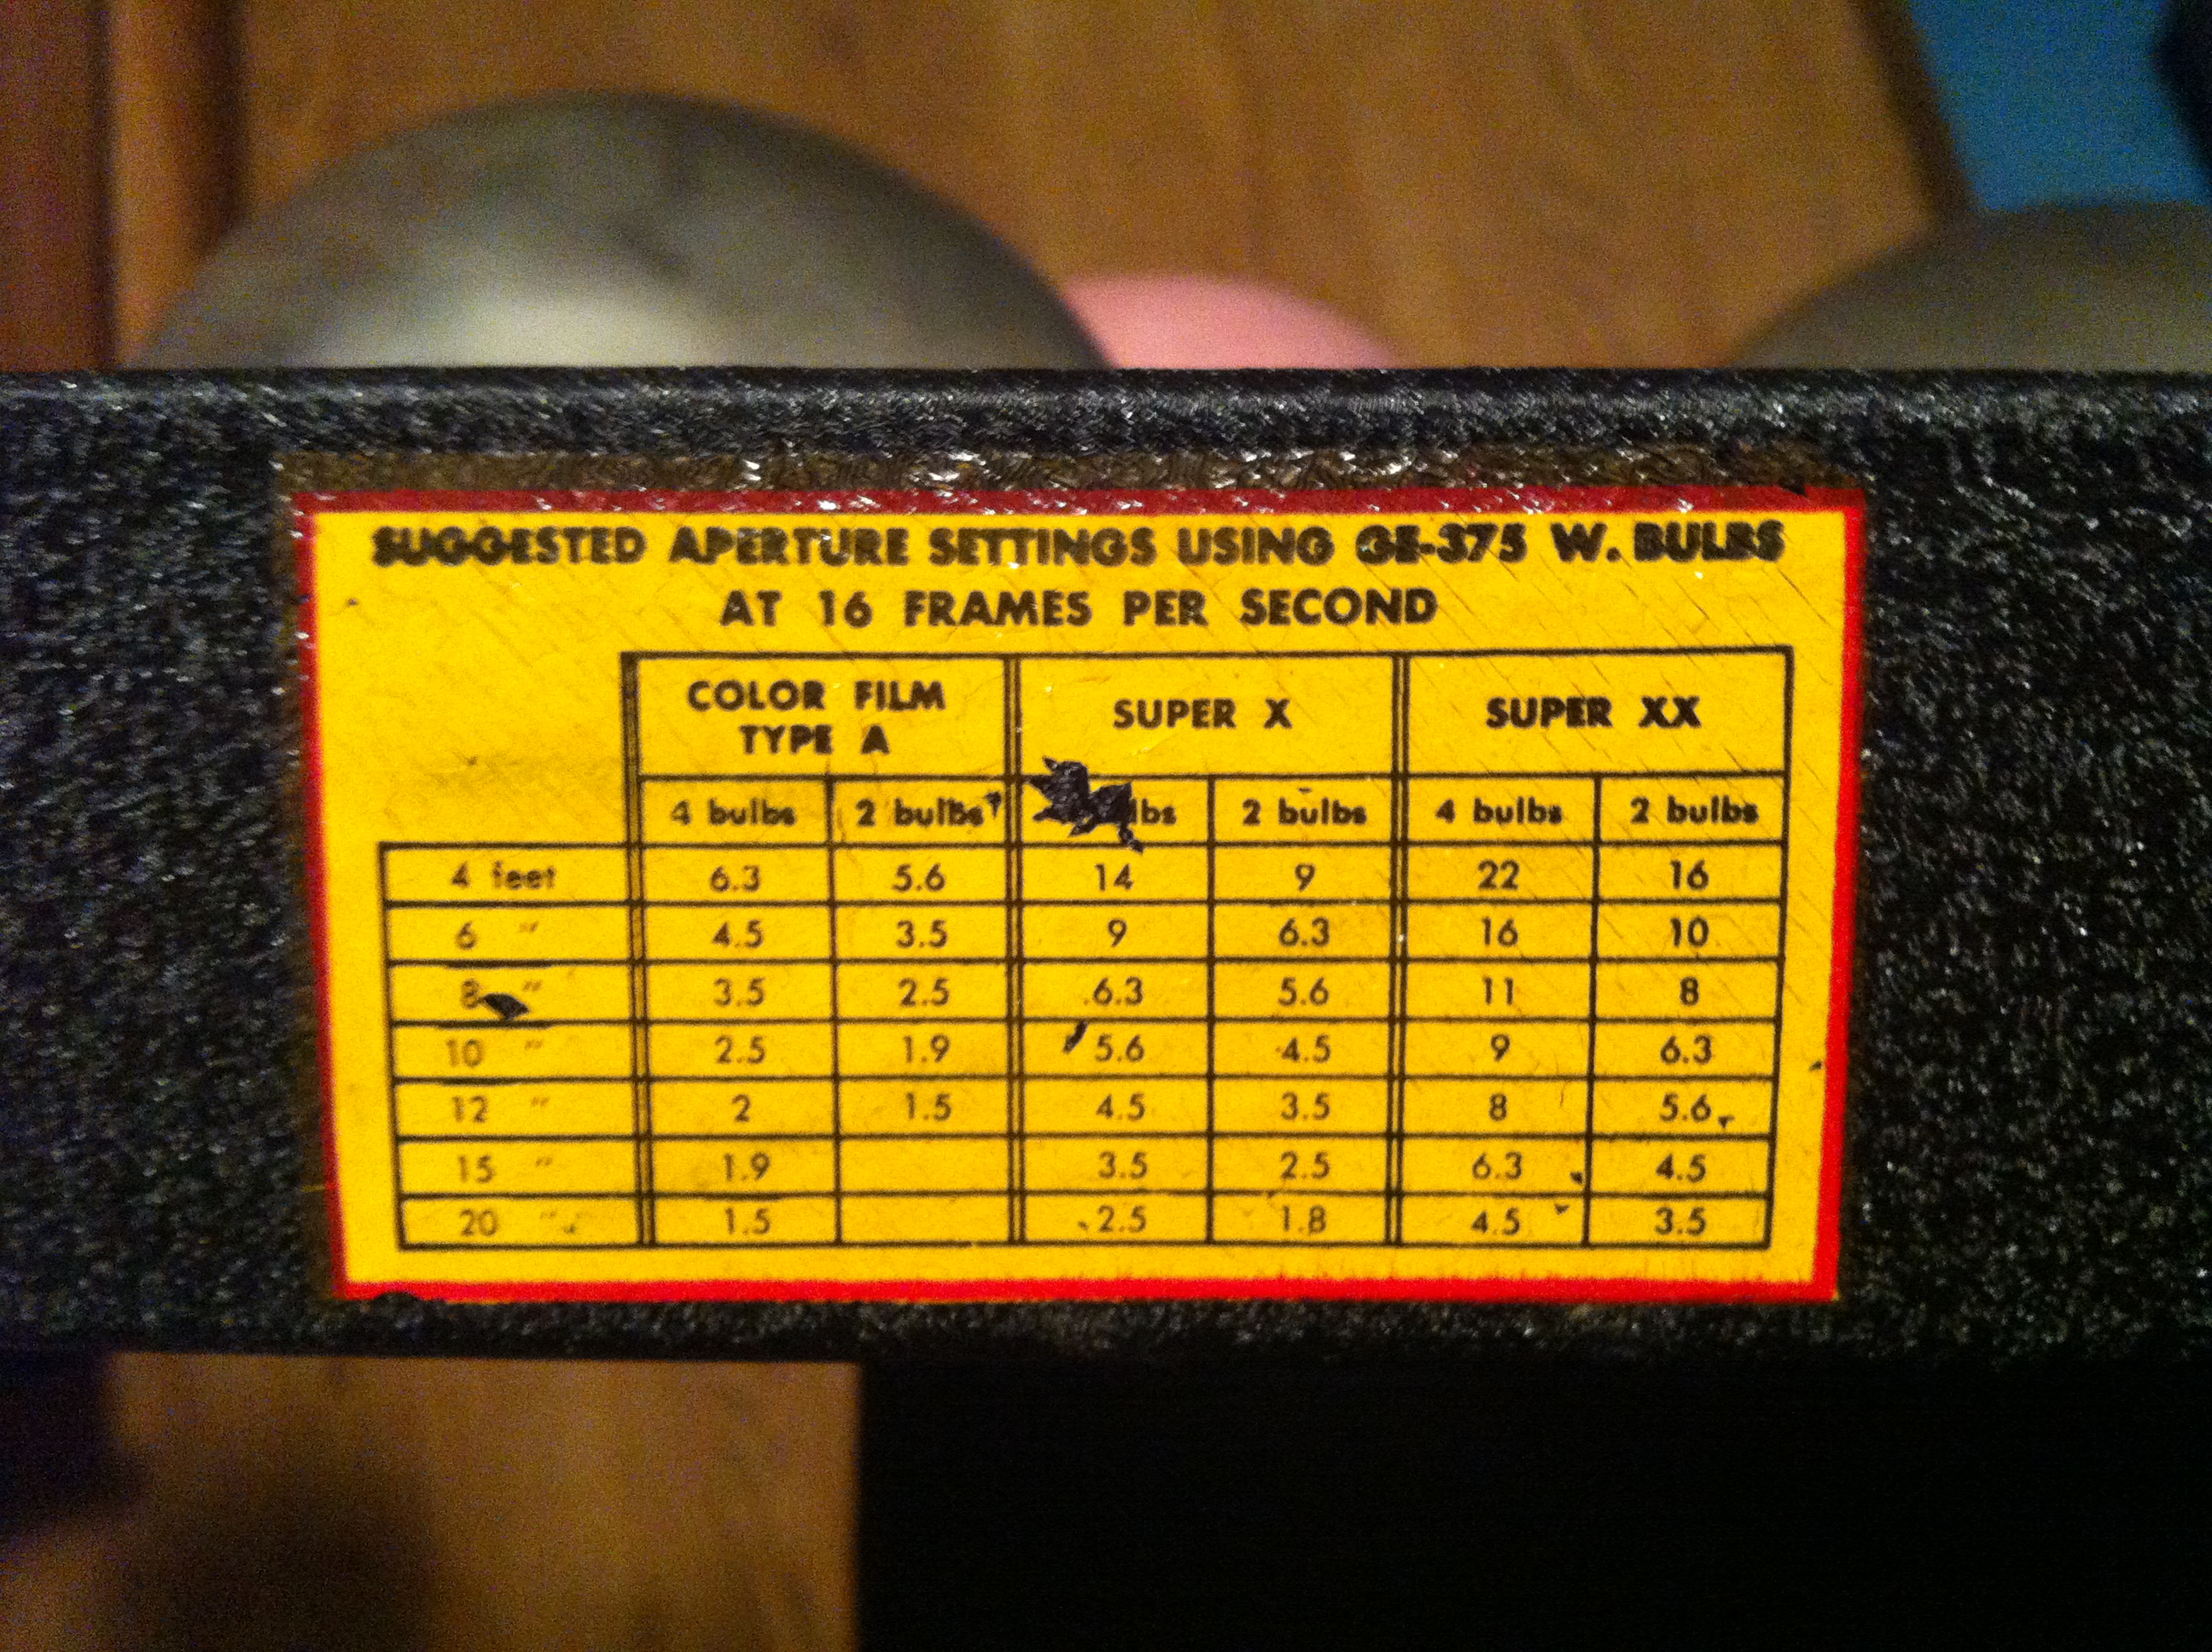 SUGGESTED APERTURE SETTINGS USING GE-375 W. BULBS
AT 16 FRAMES PER SECOND
COLOR FILM TYPE A SUPER X SUPER XX
4 bulbs 2 bulbs lbs 2 bulbs 4 bulbs 2 bulbs
4 feet 6.3 5.6 14 9 22 16
6 " 4.5 3.5 9 6.3 16 10
8 " 3.5 2.5 6.3 5.6 11 8
10 " 2.5 1.9 5.6 4.5 9 6.3
12 " 2 1.5 4.5 3.5 8 5.6
15 " 1.9 3.5 2.5 6.3 4.5
20 " 1.5 2.5 1.8 4.5 3.5